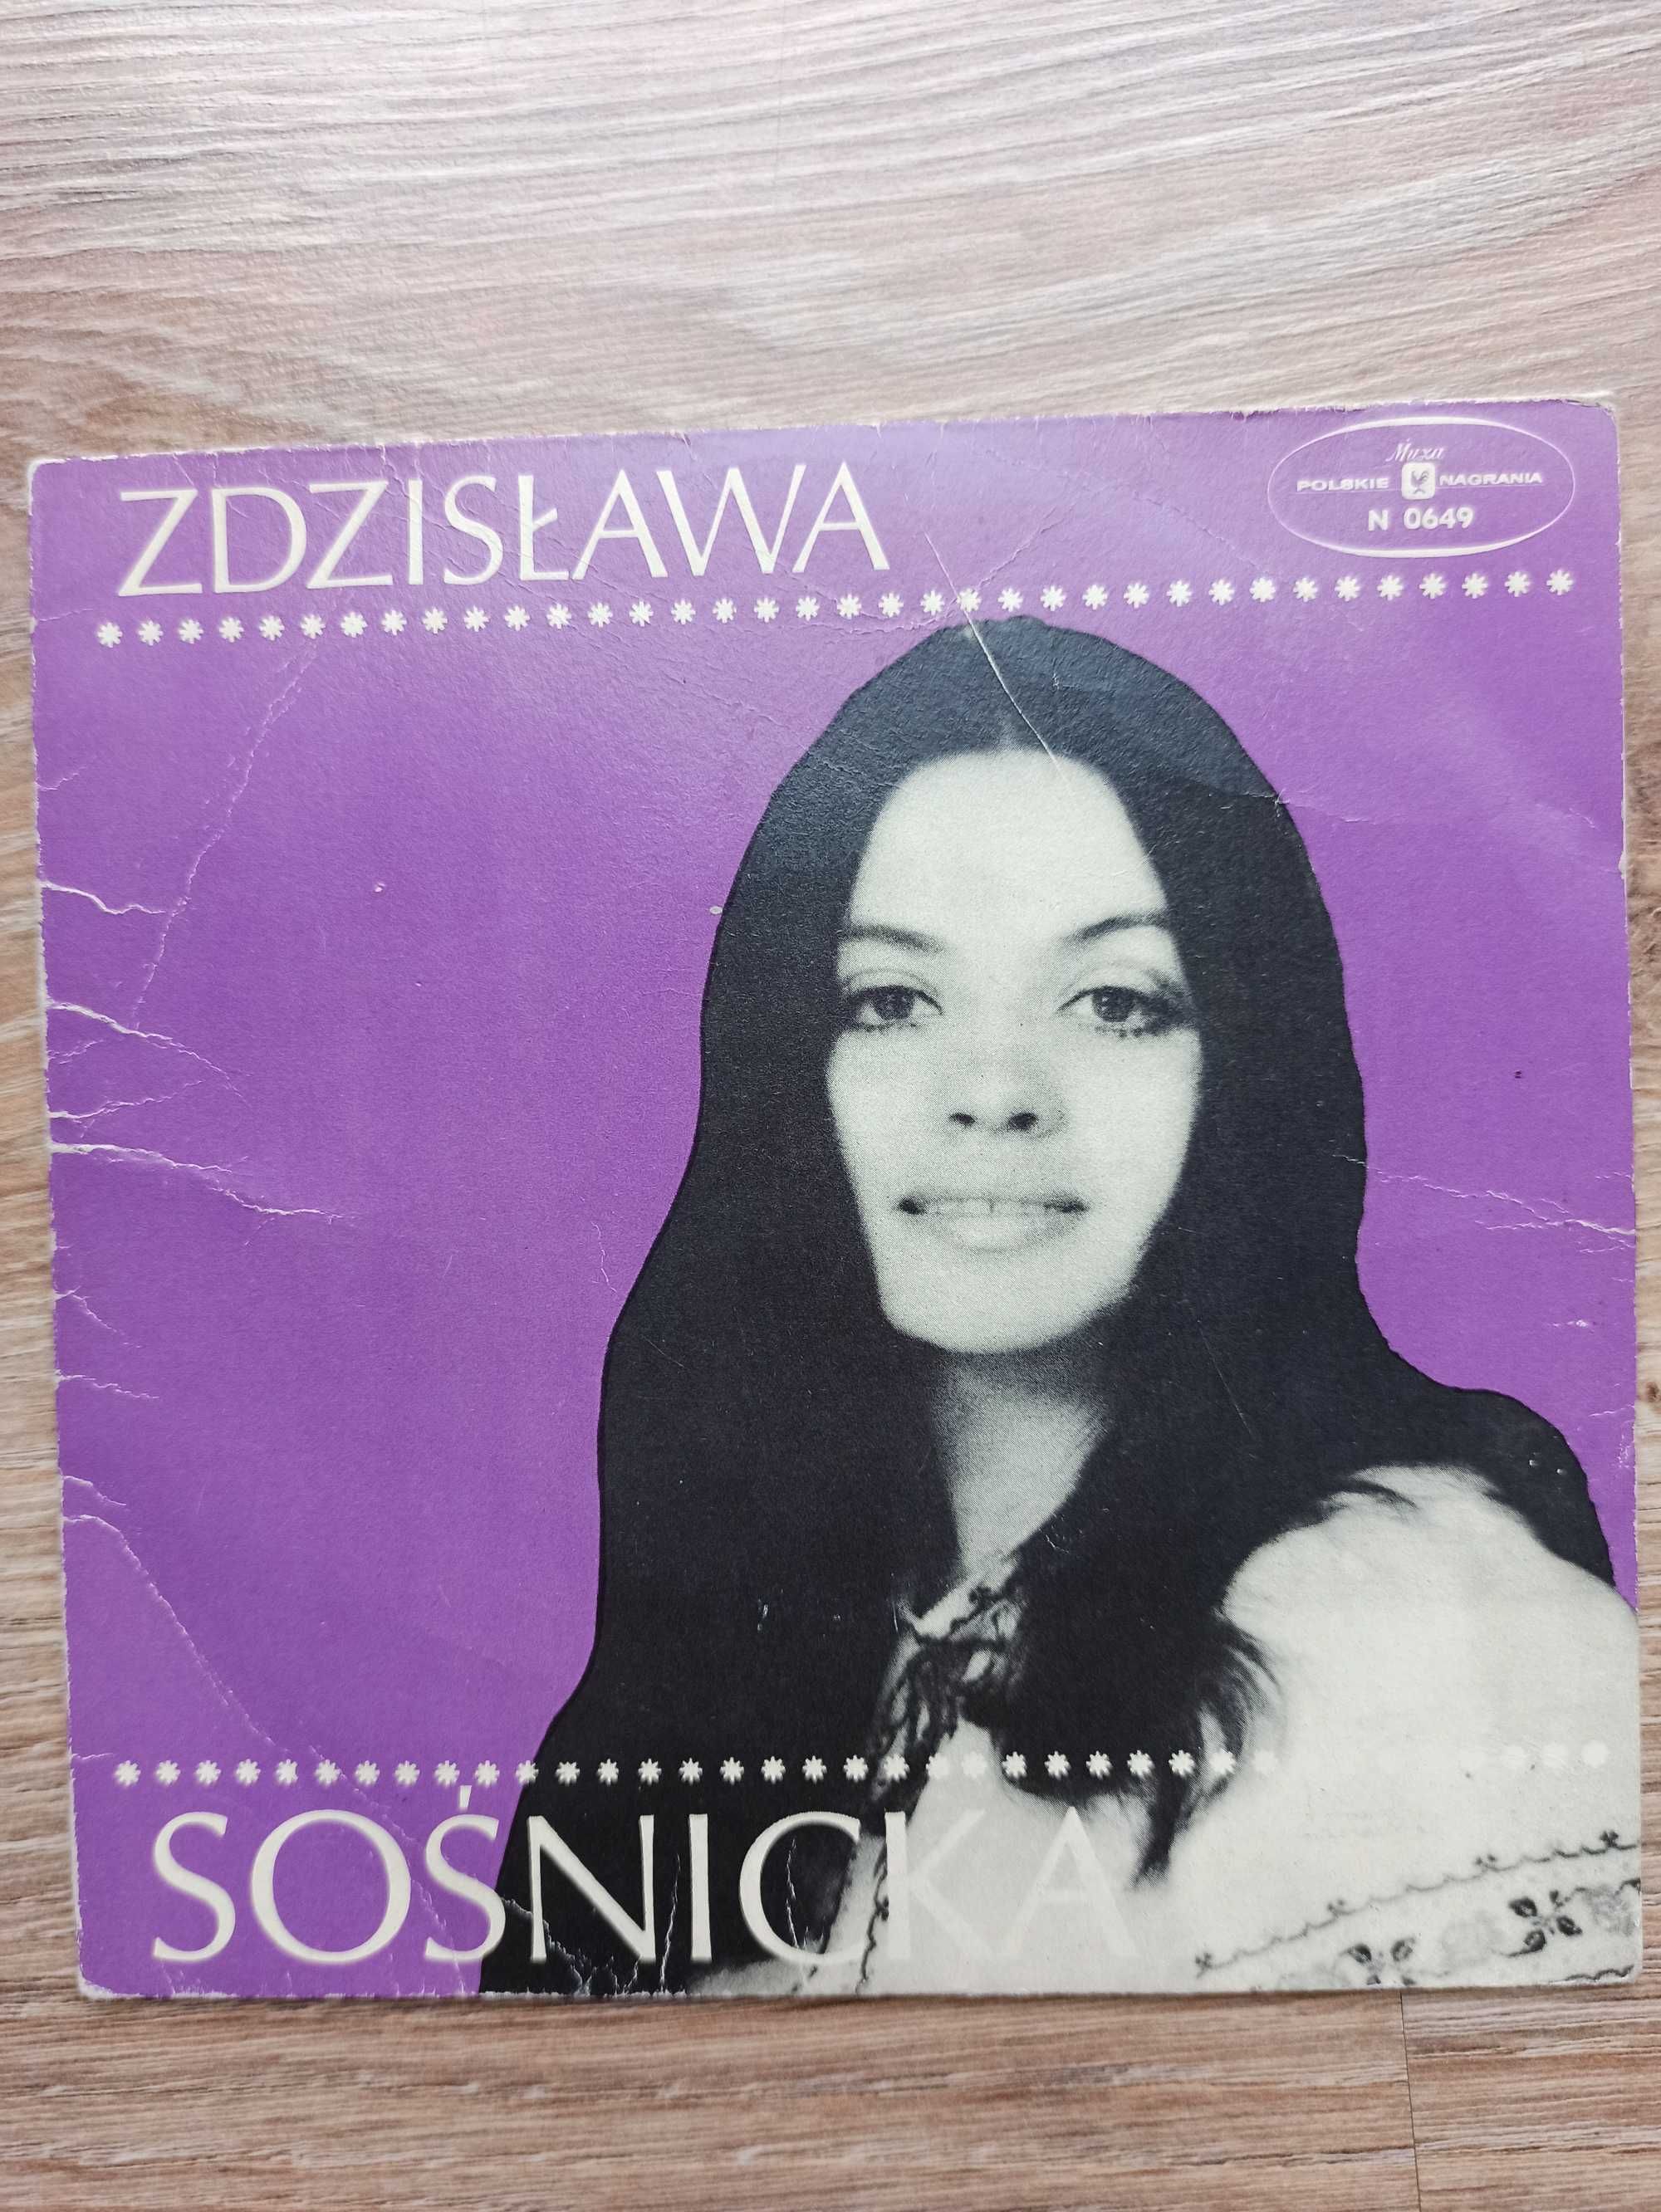 ZDZISŁAWA
Muza
POLSKIE NAGRANIA
N 0649
SOŚNICKA